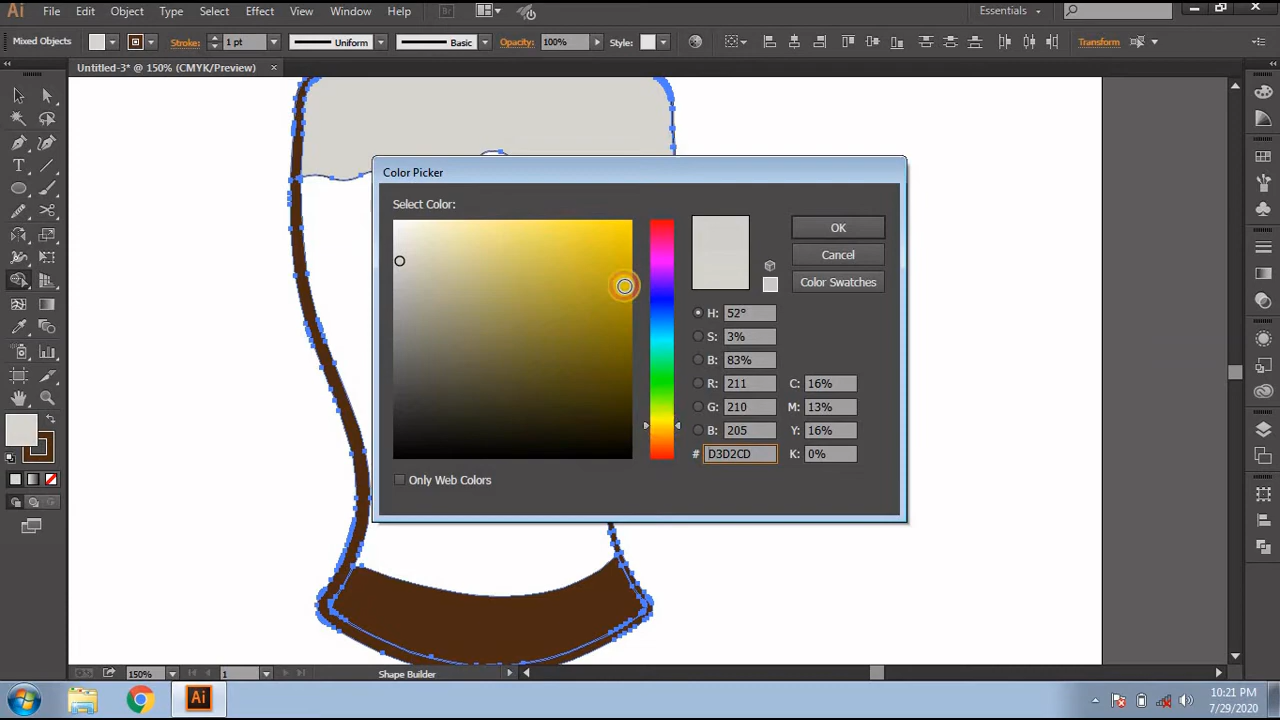 Ai File Edit Object Type Select Effect View Window Help Br Essentials
Mixed Objects Stroke: 1 pt Uniform Basic Opacity: 100% Style: Transform
Untitled-3* @ 150% (CMYK/Preview) ×
Color Picker
Select Color:
OK
Cancel
Color Swatches
H: 52°
S: 3%
B: 83%
R: 211 C: 16%
G: 210 M: 13%
B: 205 Y: 16%
# D3D2CD K: 0%
Only Web Colors
150% 1 Shape Builder
Ai 10:21 PM
7/29/2020